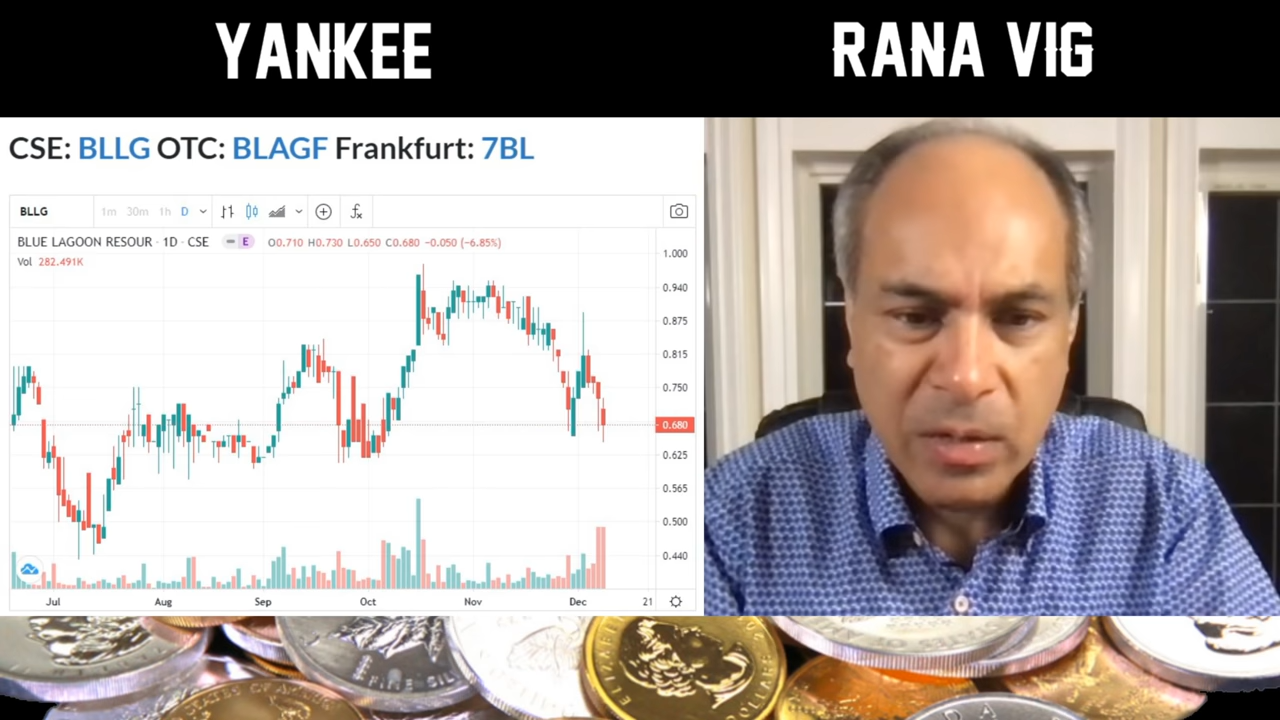 YANKEE
RANA VIG
CSE: BLLG OTC: BLAGF Frankfurt: 7BL
BLLG 1m 30m 1h D
BLUE LAGOON RESOUR · 1D · CSE E O0.710 H0.730 L0.650 C0.680 −0.050 (−6.85%)
Vol 282.491K
1.000
0.940
0.875
0.815
0.750
0.680
0.625
0.565
0.500
0.440
Jul Aug Sep Oct Nov Dec 21
ELIZABETH
FINE SIL